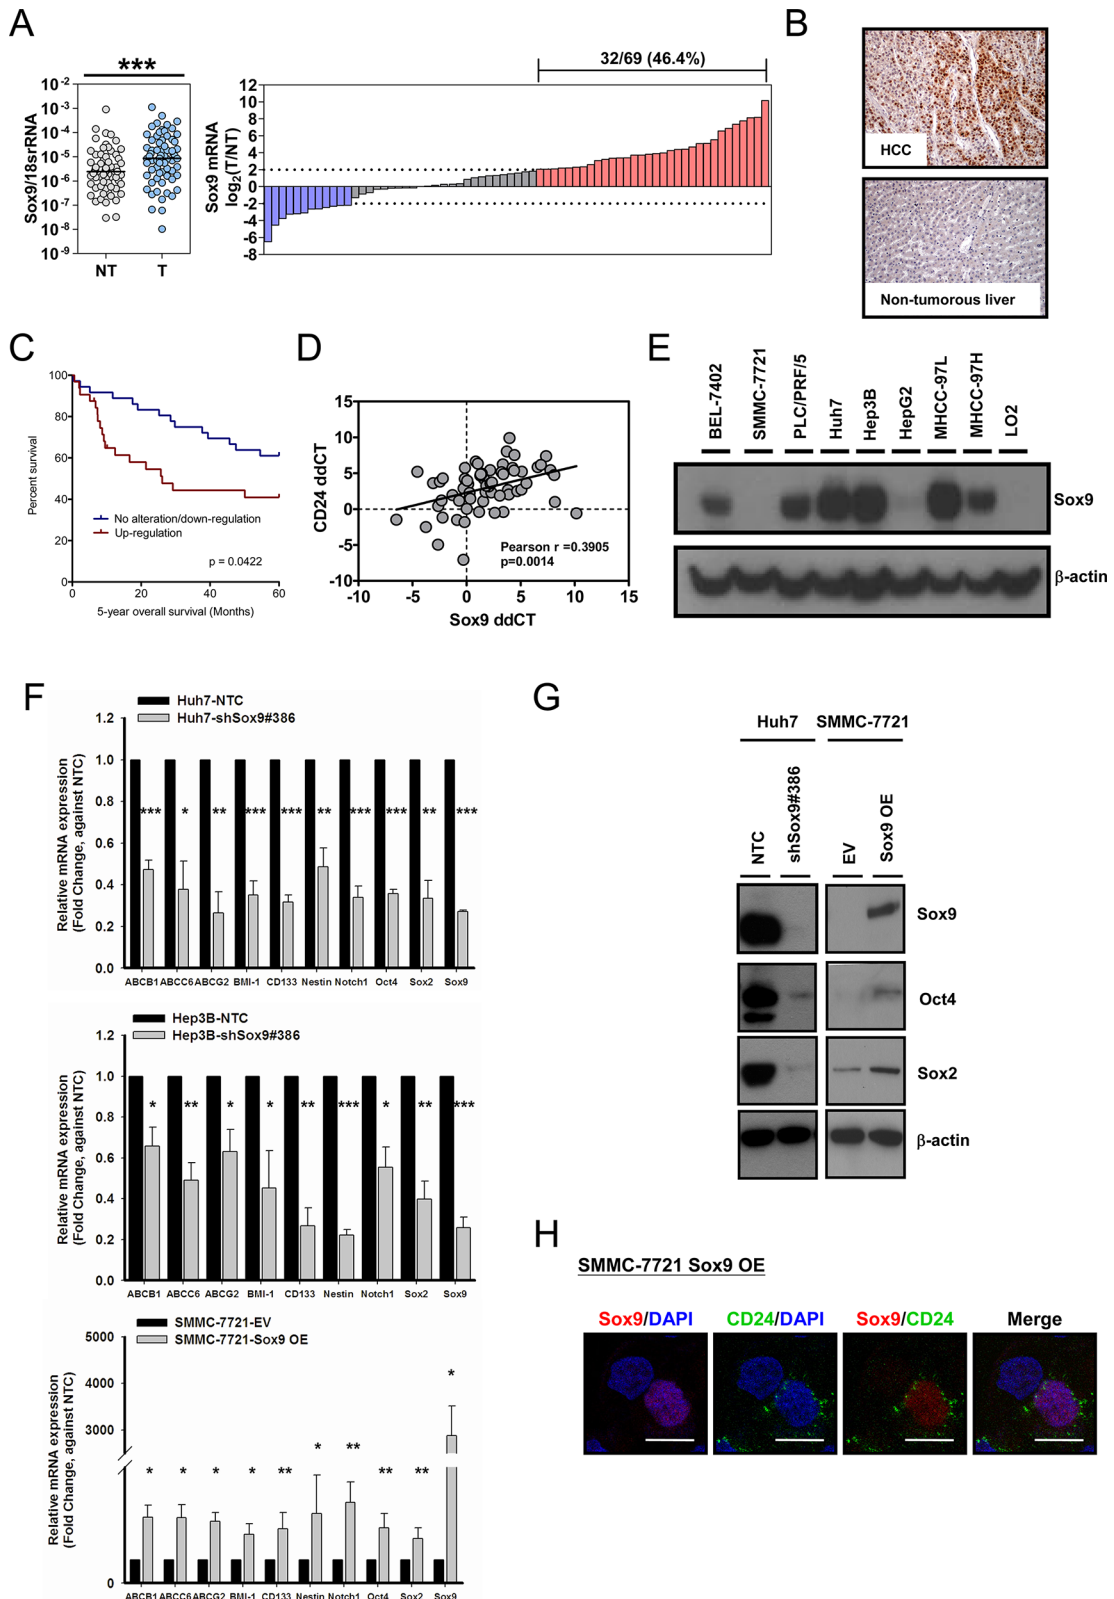 A
***
Sox9/18srRNA
10-2
10-3
10-4
10-5
10-6
10-7
10-8
10-9
NT T
32/69 (46.4%)
Sox9 mRNA
log2(T/NT)
12
10
8
6
4
2
0
-2
-4
-6
-8
B
HCC
Non-tumorous liver
C
Percent survival
100
80
60
40
20
0
No alteration/down-regulation
Up-regulation
p = 0.0422
0 20 40 60
5-year overall survival (Months)
D
CD24 ddCT
15
10
5
0
-5
-10
Pearson r =0.3905
p=0.0014
-10 -5 0 5 10 15
Sox9 ddCT
E
BEL-7402
SMMC-7721
PLC/PRF/5
Huh7
Hep3B
HepG2
MHCC-97L
MHCC-97H
LO2
Sox9
β-actin
F
Huh7-NTC
Huh7-shSox9#386
Relative mRNA expression
(Fold Change, against NTC)
1.2
1.0
0.8
0.6
0.4
0.2
0.0
*** * ** *** *** ** *** *** ** ***
ABCB1 ABCC6 ABCG2 BMI-1 CD133 Nestin Notch1 Oct4 Sox2 Sox9
Hep3B-NTC
Hep3B-shSox9#386
Relative mRNA expression
(Fold Change, against NTC)
1.2
1.0
0.8
0.6
0.4
0.2
0.0
* ** * * ** *** * ** ***
ABCB1 ABCC6 ABCG2 BMI-1 CD133 Nestin Notch1 Sox2 Sox9
SMMC-7721-EV
SMMC-7721-Sox9 OE
Relative mRNA expression
(Fold Change, against NTC)
5000
4000
3000
0
* * * * ** * ** ** ** *
ABCB1 ABCC6 ABCG2 BMI-1 CD133 Nestin Notch1 Oct4 Sox2 Sox9
G
Huh7 SMMC-7721
NTC
shSox9#386
EV
Sox9 OE
Sox9
Oct4
Sox2
β-actin
H
SMMC-7721 Sox9 OE
Sox9/DAPI CD24/DAPI Sox9/CD24 Merge